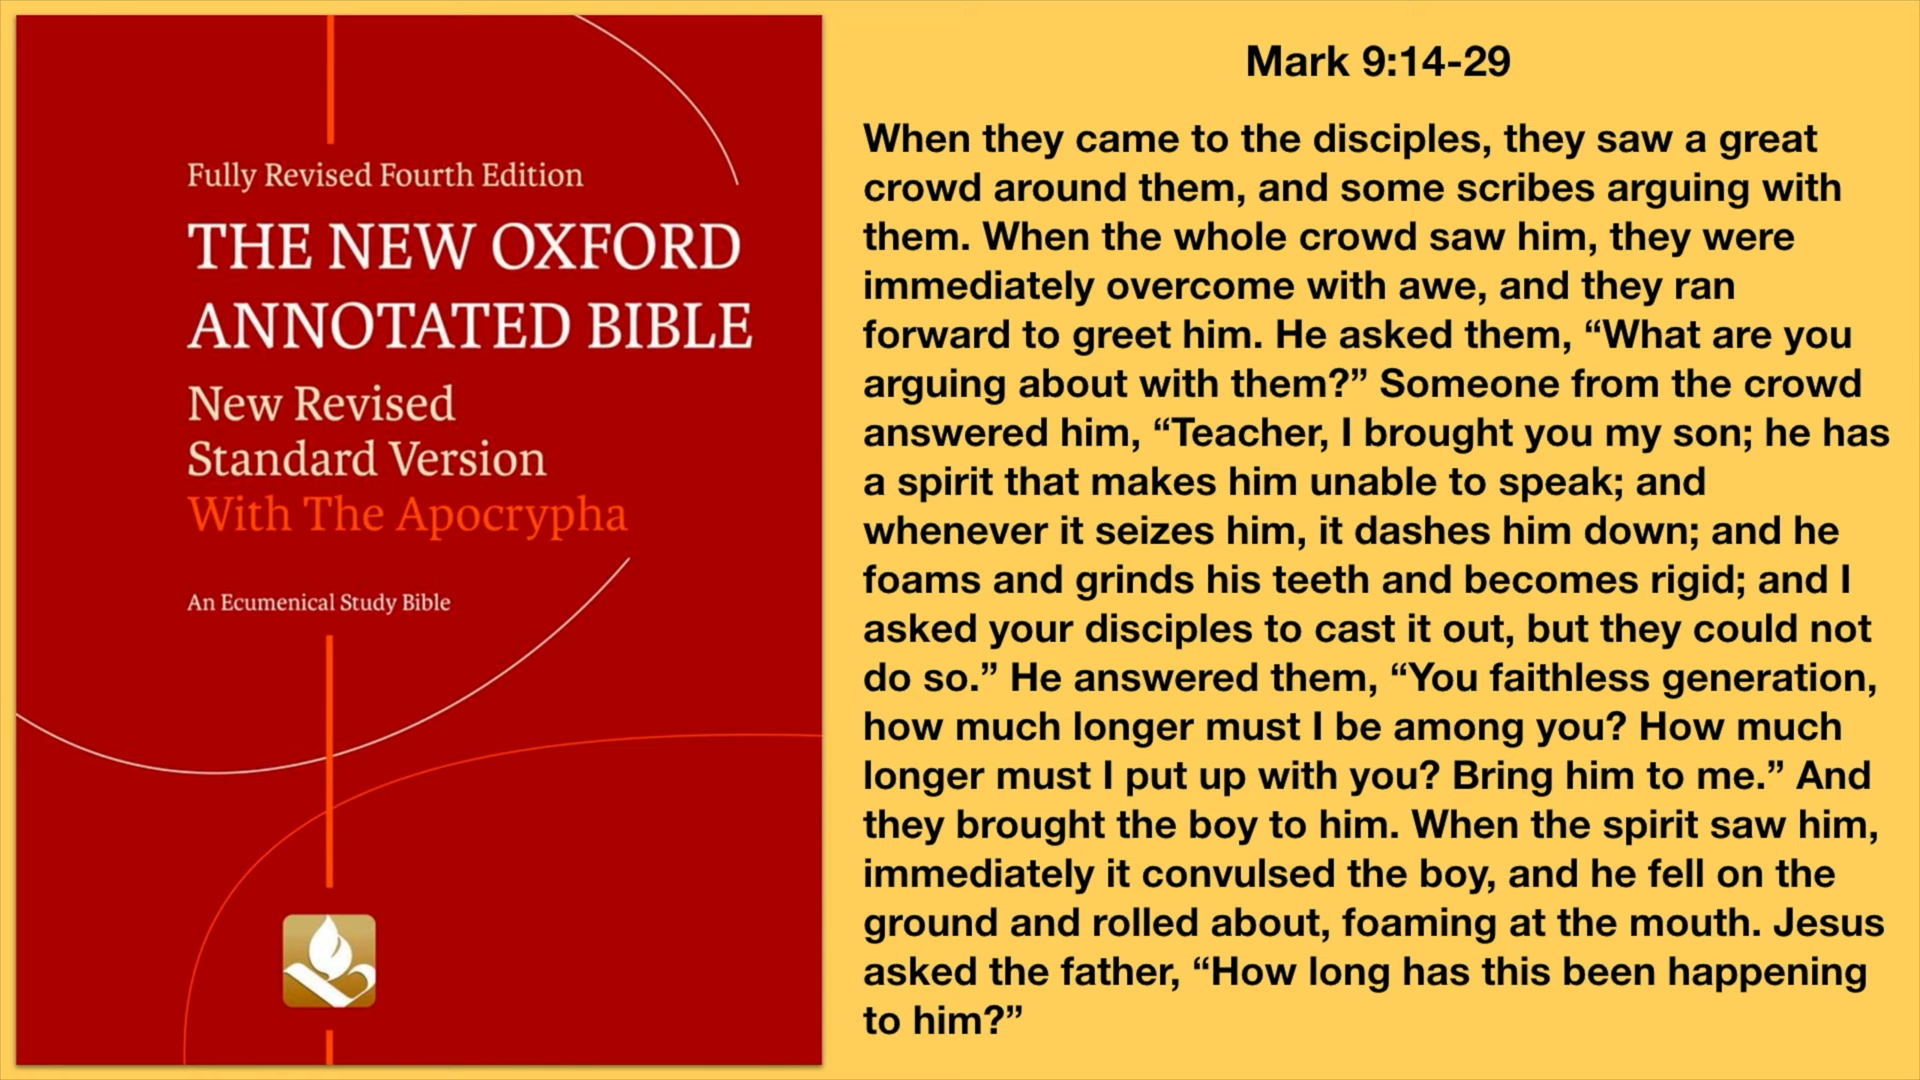 Fully Revised Fourth Edition
THE NEW OXFORD
ANNOTATED BIBLE
New Revised
Standard Version
With The Apocrypha
An Ecumenical Study Bible
Mark 9:14-29
When they came to the disciples, they saw a great
crowd around them, and some scribes arguing with
them. When the whole crowd saw him, they were
immediately overcome with awe, and they ran
forward to greet him. He asked them, “What are you
arguing about with them?” Someone from the crowd
answered him, “Teacher, I brought you my son; he has
a spirit that makes him unable to speak; and
whenever it seizes him, it dashes him down; and he
foams and grinds his teeth and becomes rigid; and I
asked your disciples to cast it out, but they could not
do so.” He answered them, “You faithless generation,
how much longer must I be among you? How much
longer must I put up with you? Bring him to me.” And
they brought the boy to him. When the spirit saw him,
immediately it convulsed the boy, and he fell on the
ground and rolled about, foaming at the mouth. Jesus
asked the father, “How long has this been happening
to him?”